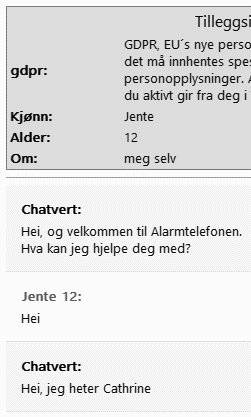 Tilleggsi
GDPR, EU´s nye perso
det må innhentes spes
gdpr:
personopplysninger. A
du aktivt gir fra deg i
Kjønn: Jente
Alder: 12
Om: meg selv
Chatvert:
Hei, og velkommen til Alarmtelefonen.
Hva kan jeg hjelpe deg med?
Jente 12:
Hei
Chatvert:
Hei, jeg heter Cathrine